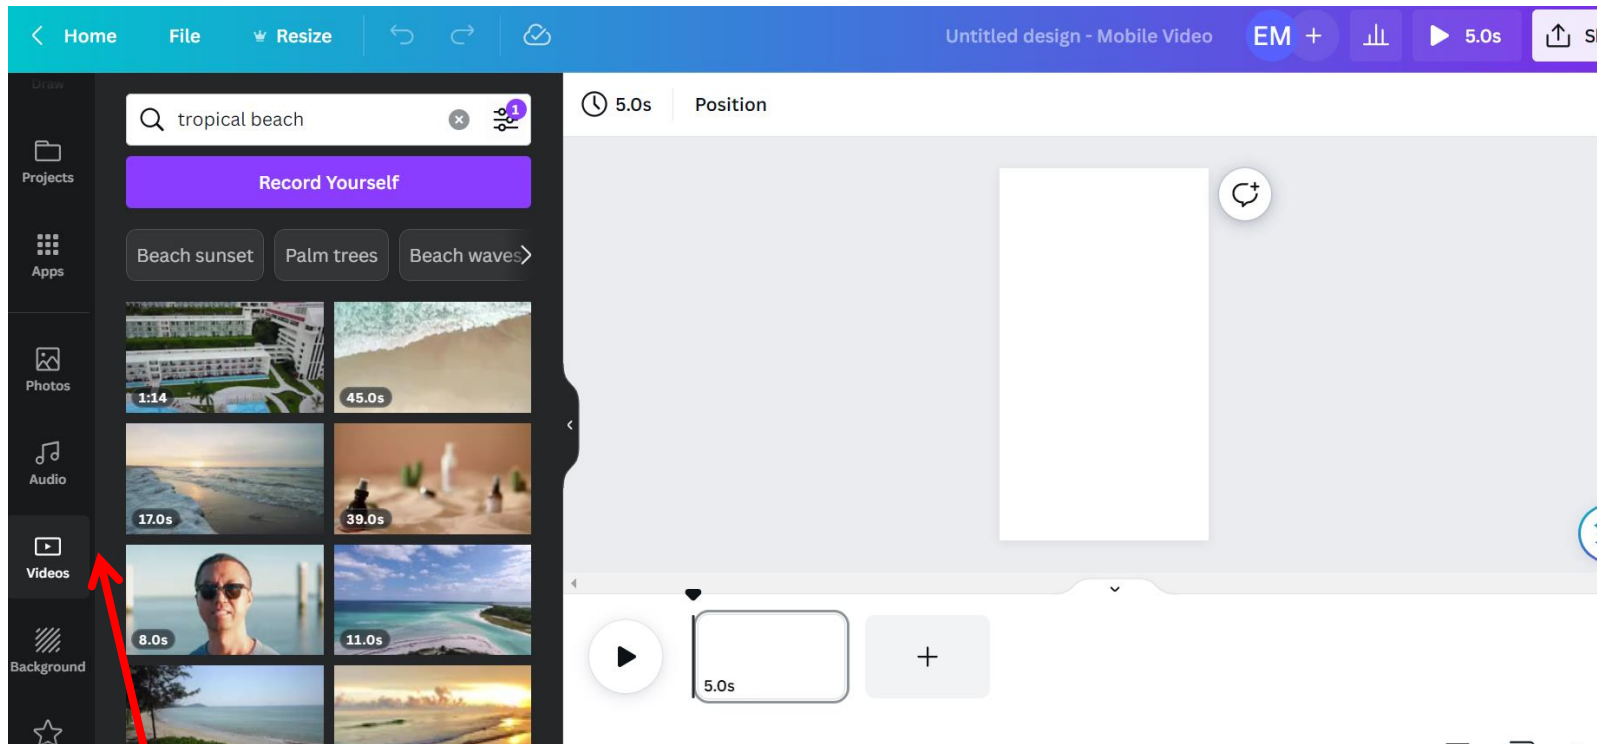 Home
File
Resize
Untitled design - Mobile Video
EM
5.0s
Draw
Projects
Apps
Photos
Audio
Videos
Background
tropical beach
1
Record Yourself
Beach sunset
Palm trees
Beach waves
1:14
45.0s
17.0s
39.0s
8.0s
11.0s
5.0s
Position
5.0s